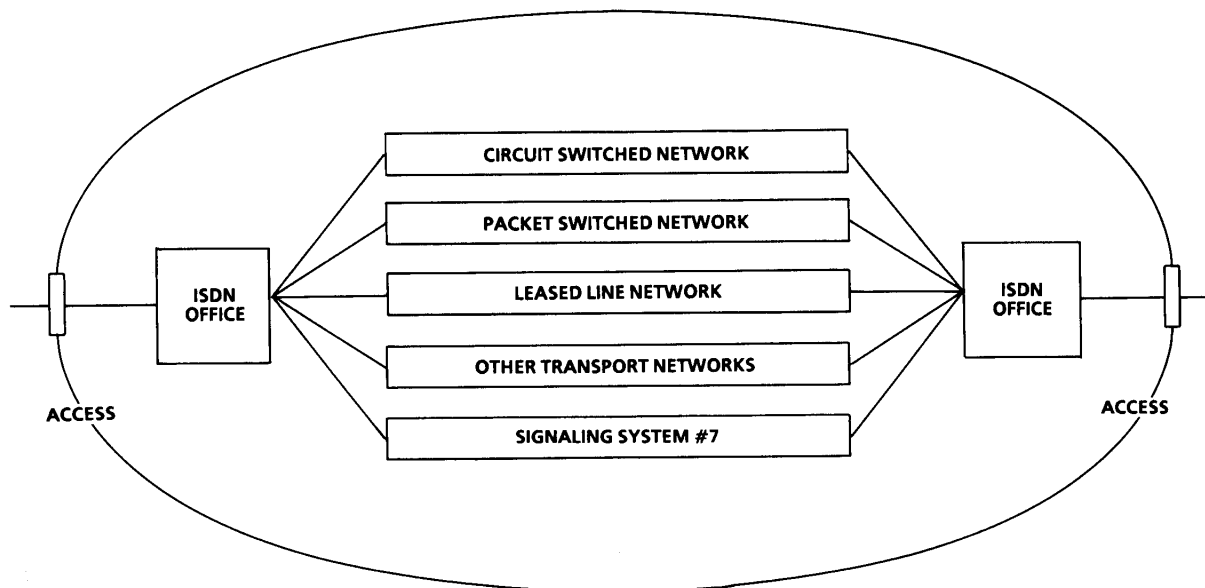 CIRCUIT SWITCHED NETWORK
PACKET SWITCHED NETWORK
ISDN
OFFICE
LEASED LINE NETWORK
ISDN
OFFICE
OTHER TRANSPORT NETWORKS
ACCESS
ACCESS
SIGNALING SYSTEM #7